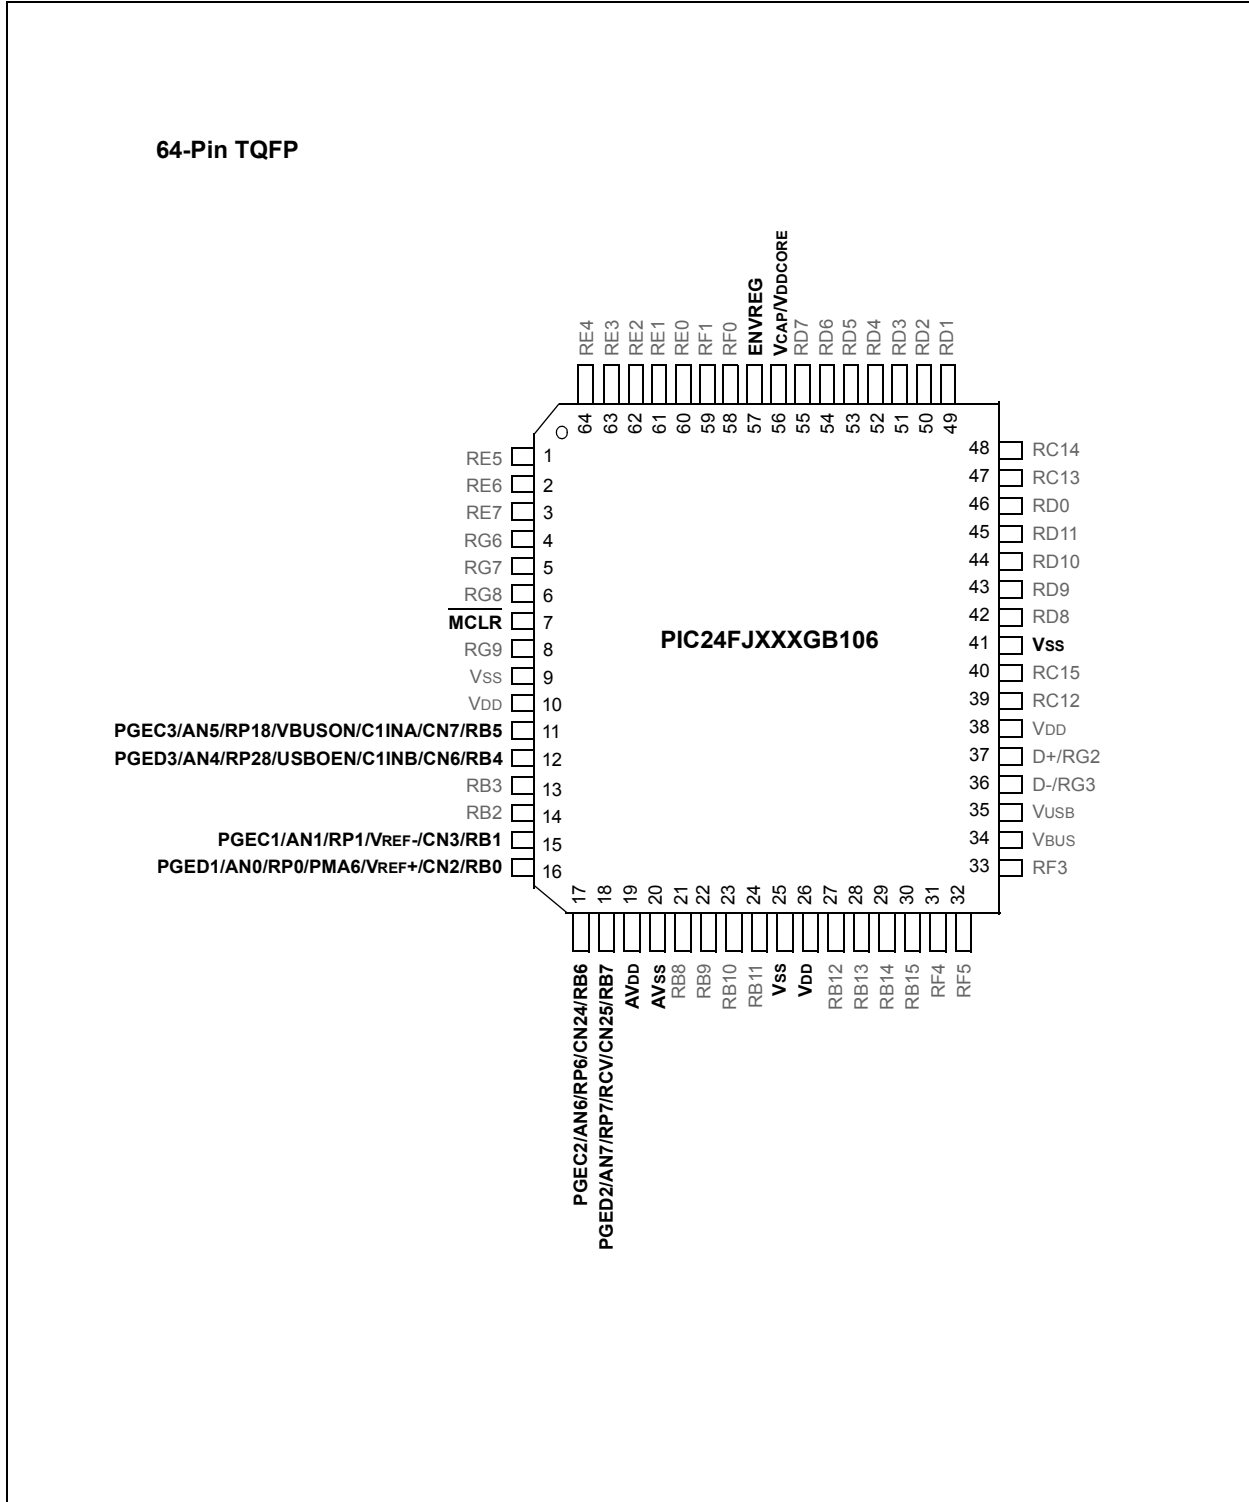 64-Pin TQFP
RE4
RE3
RE2
RE1
RE0
RF1
RF0
ENVREG
VCAP/VDDCORE
RD7
RD6
RD5
RD4
RD3
RD2
RD1
64
63
62
61
60
59
58
57
56
55
54
53
52
51
50
49
RE5 1
RE6 2
RE7 3
RG6 4
RG7 5
RG8 6
MCLR 7
RG9 8
VSS 9
VDD 10
PGEC3/AN5/RP18/VBUSON/C1INA/CN7/RB5 11
PGED3/AN4/RP28/USBOEN/C1INB/CN6/RB4 12
RB3 13
RB2 14
PGEC1/AN1/RP1/VREF-/CN3/RB1 15
PGED1/AN0/RP0/PMA6/VREF+/CN2/RB0 16
PIC24FJXXXGB106
48 RC14
47 RC13
46 RD0
45 RD11
44 RD10
43 RD9
42 RD8
41 VSS
40 RC15
39 RC12
38 VDD
37 D+/RG2
36 D-/RG3
35 VUSB
34 VBUS
33 RF3
17
18
19
20
21
22
23
24
25
26
27
28
29
30
31
32
PGEC2/AN6/RP6/CN24/RB6
PGED2/AN7/RP7/RCV/CN25/RB7
AVDD
AVSS
RB8
RB9
RB10
RB11
VSS
VDD
RB12
RB13
RB14
RB15
RF4
RF5